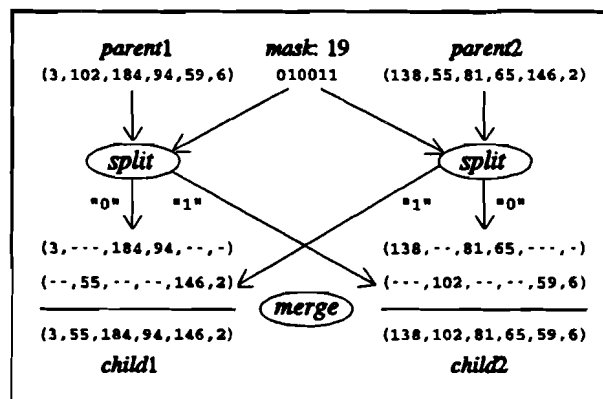 parent1 mask: 19 parent2
(3,102,184,94,59,6) 010011 (138,55,81,65,146,2)
split split
"0" "1" "1" "0"
(3,---,184,94,--,-) (138,--,81,65,---,-)
(--,55,--,--,146,2) (---,102,--,--,59,6)
merge
(3,55,184,94,146,2) (138,102,81,65,59,6)
child1 child2